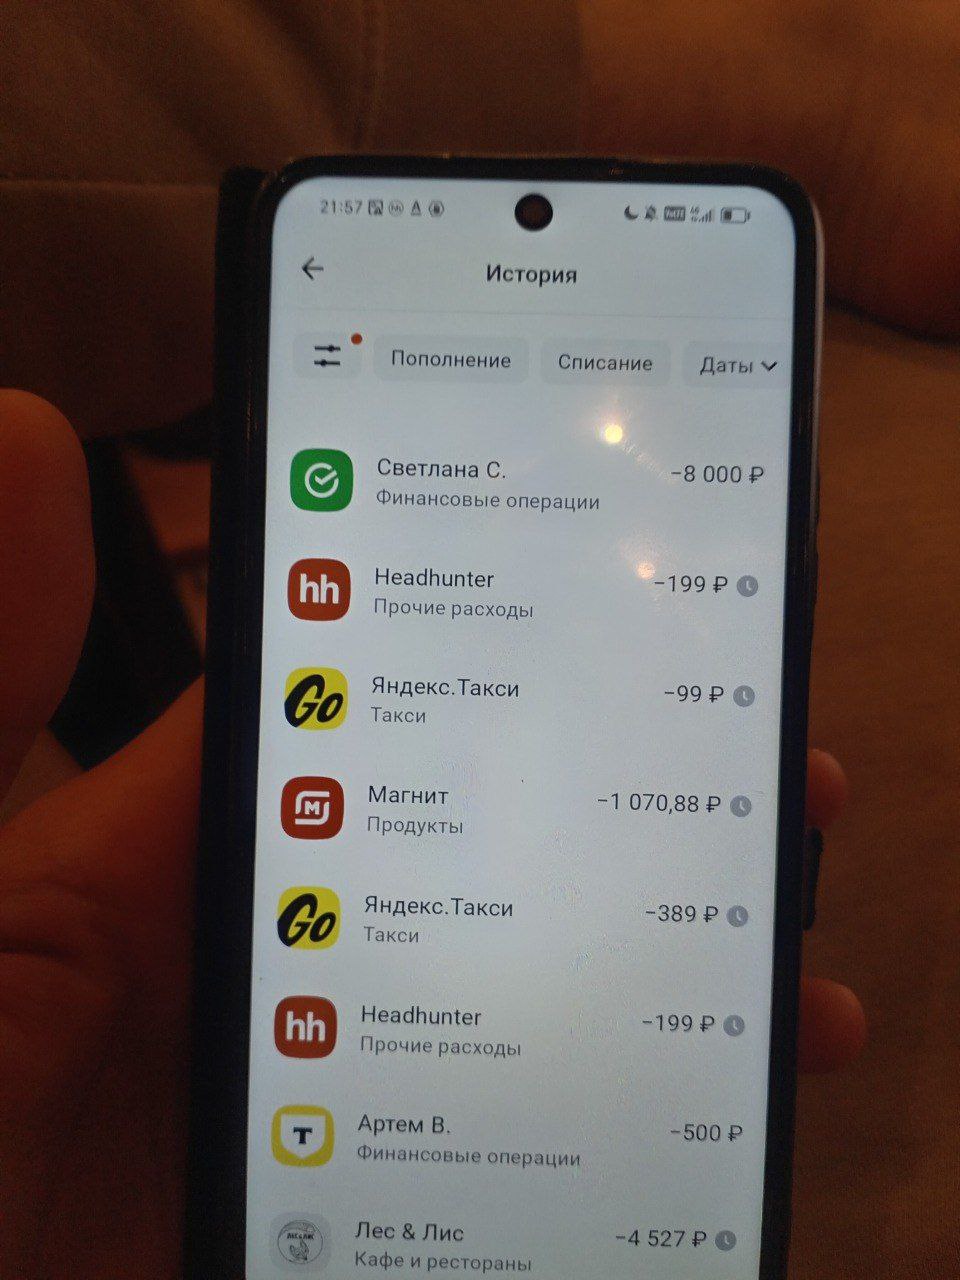 21:57
История
Пополнение Списание Даты
Светлана С. −8 000 ₽
Финансовые операции
hh Headhunter −199 ₽
Прочие расходы
Go Яндекс.Такси −99 ₽
Такси
М Магнит −1 070,88 ₽
Продукты
Go Яндекс.Такси −389 ₽
Такси
hh Headhunter −199 ₽
Прочие расходы
Т Артем В. −500 ₽
Финансовые операции
Лес & Лис −4 527 ₽
Кафе и рестораны